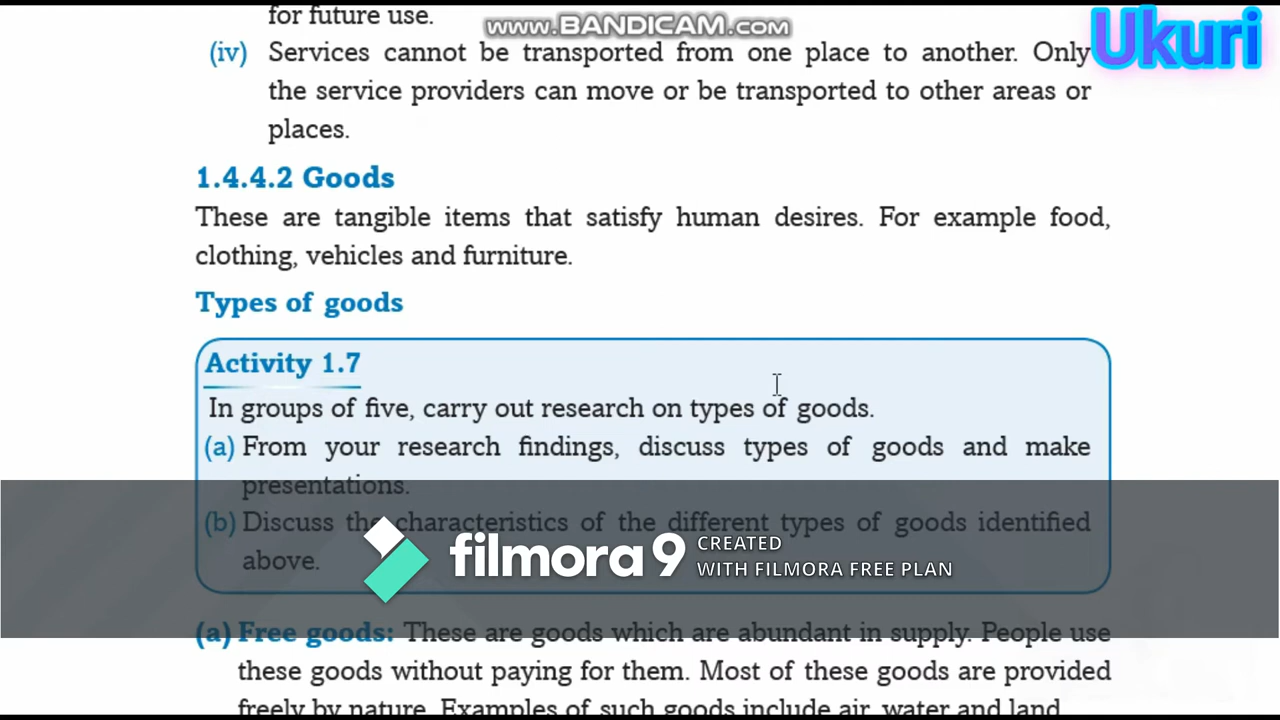 for future use.
www.BANDICAM.com
Ukuri
(iv) Services cannot be transported from one place to another. Only
the service providers can move or be transported to other areas or
places.
1.4.4.2 Goods
These are tangible items that satisfy human desires. For example food,
clothing, vehicles and furniture.
Types of goods
Activity 1.7
In groups of five, carry out research on types of goods.
(a) From your research findings, discuss types of goods and make
presentations.
(b) Discuss the characteristics of the different types of goods identified
above.
filmora 9 CREATED
WITH FILMORA FREE PLAN
(a) Free goods: These are goods which are abundant in supply. People use
these goods without paying for them. Most of these goods are provided
freely by nature. Examples of such goods include air, water and land